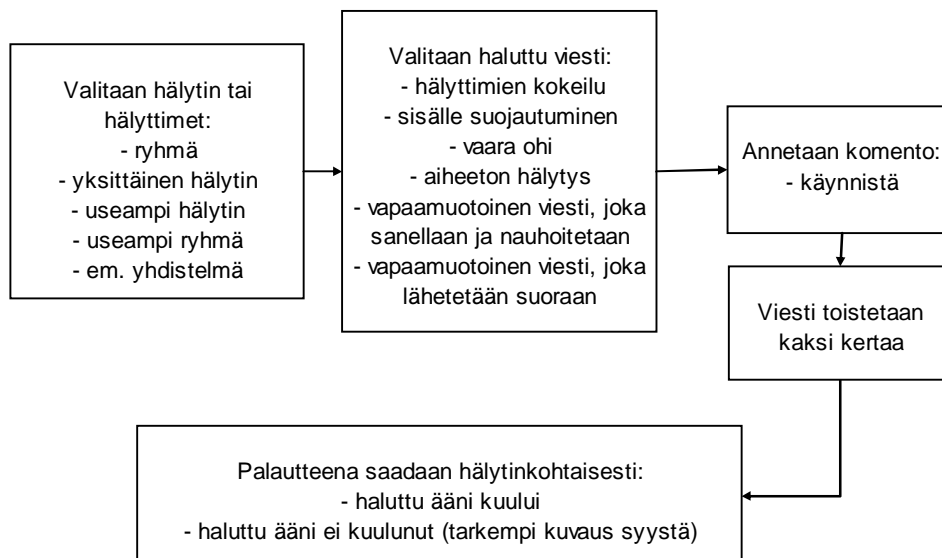 Valitaan hälytin tai
hälyttimet:
- ryhmä
- yksittäinen hälytin
- useampi hälytin
- useampi ryhmä
- em. yhdistelmä
Valitaan haluttu viesti:
- hälyttimien kokeilu
- sisälle suojautuminen
- vaara ohi
- aiheeton hälytys
- vapaamuotoinen viesti, joka
sanellaan ja nauhoitetaan
- vapaamuotoinen viesti, joka
lähetetään suoraan
Annetaan komento:
- käynnistä
Viesti toistetaan
kaksi kertaa
Palautteena saadaan hälytinkohtaisesti:
- haluttu ääni kuului
- haluttu ääni ei kuulunut (tarkempi kuvaus syystä)